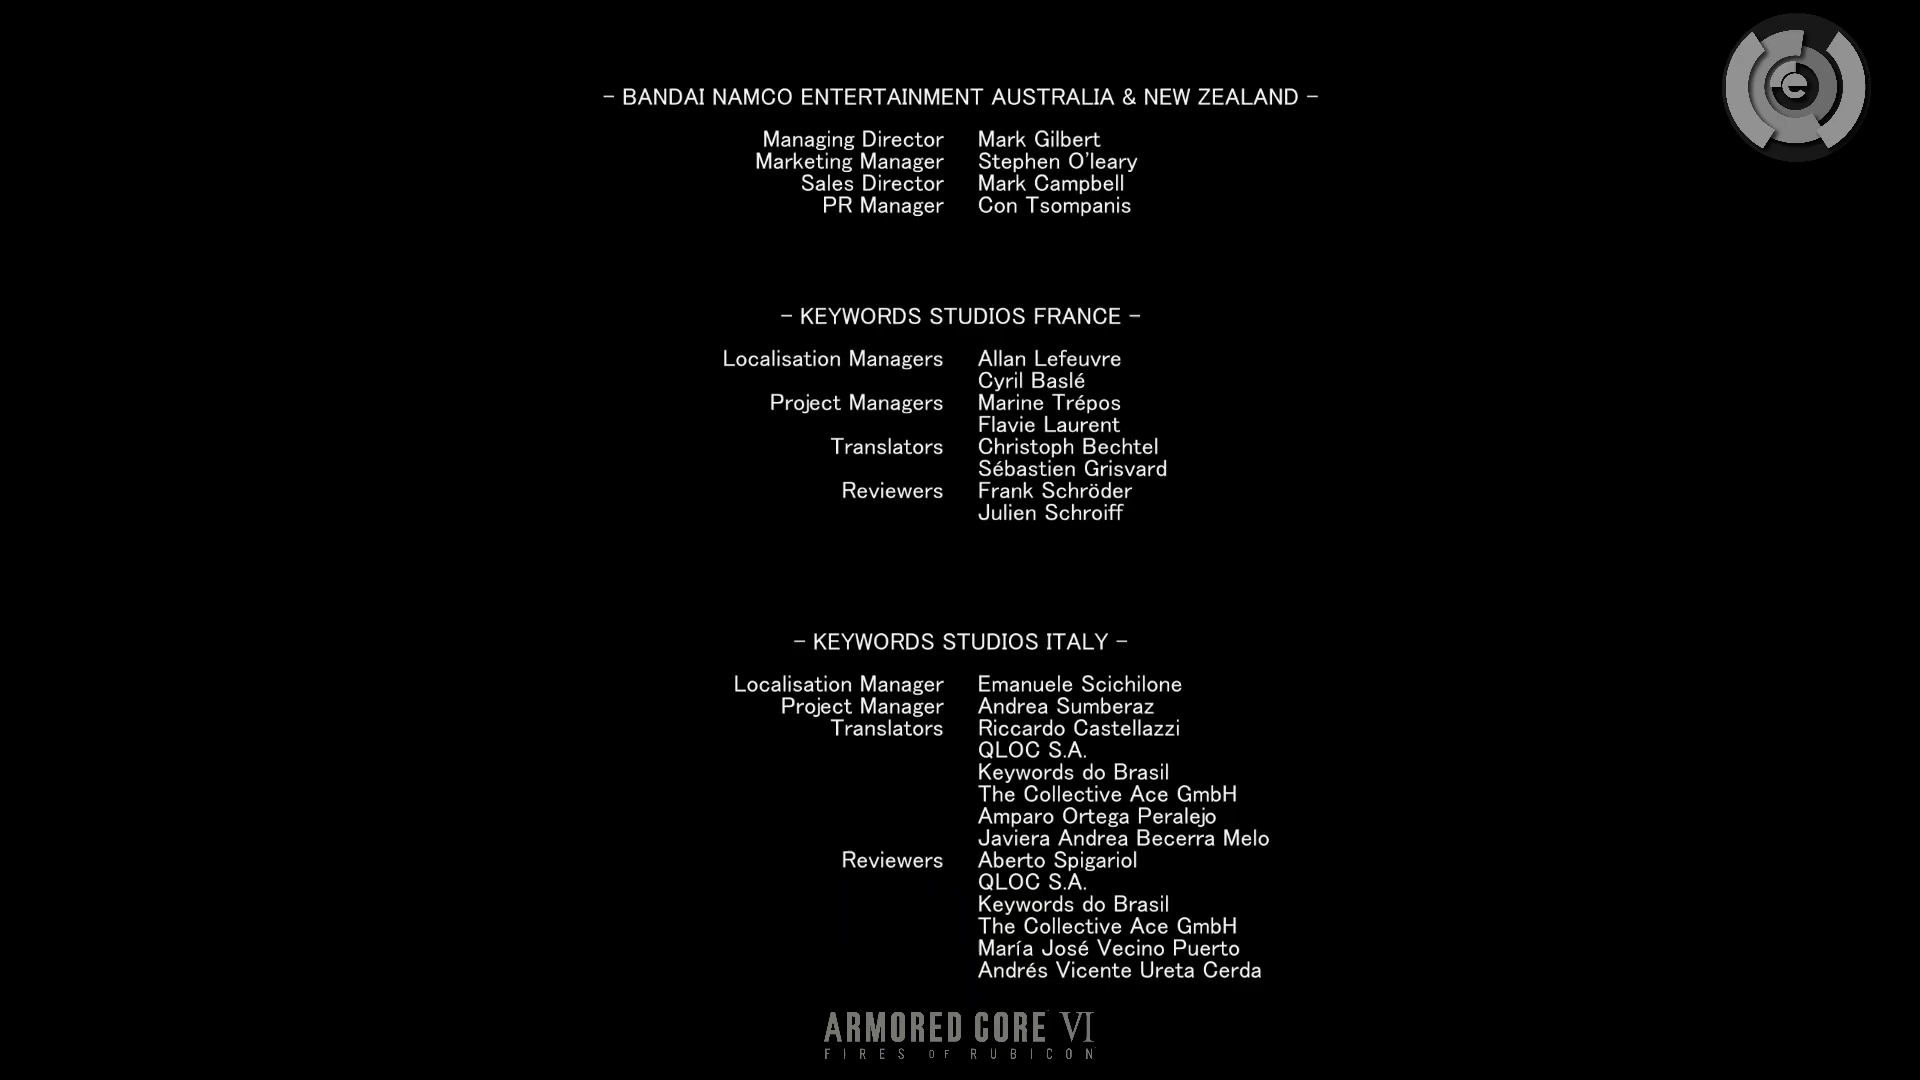 - BANDAI NAMCO ENTERTAINMENT AUSTRALIA & NEW ZEALAND -
Managing Director Mark Gilbert
Marketing Manager Stephen O'leary
Sales Director Mark Campbell
PR Manager Con Tsompanis
- KEYWORDS STUDIOS FRANCE -
Localisation Managers Allan Lefeuvre
Cyril Baslé
Project Managers Marine Trépos
Flavie Laurent
Translators Christoph Bechtel
Sébastien Grisvard
Reviewers Frank Schröder
Julien Schroiff
- KEYWORDS STUDIOS ITALY -
Localisation Manager Emanuele Scichilone
Project Manager Andrea Sumberaz
Translators Riccardo Castellazzi
QLOC S.A.
Keywords do Brasil
The Collective Ace GmbH
Amparo Ortega Peralejo
Javiera Andrea Becerra Melo
Reviewers Aberto Spigariol
QLOC S.A.
Keywords do Brasil
The Collective Ace GmbH
María José Vecino Puerto
Andrés Vicente Ureta Cerda
ARMORED CORE VI
FIRES OF RUBICON
e